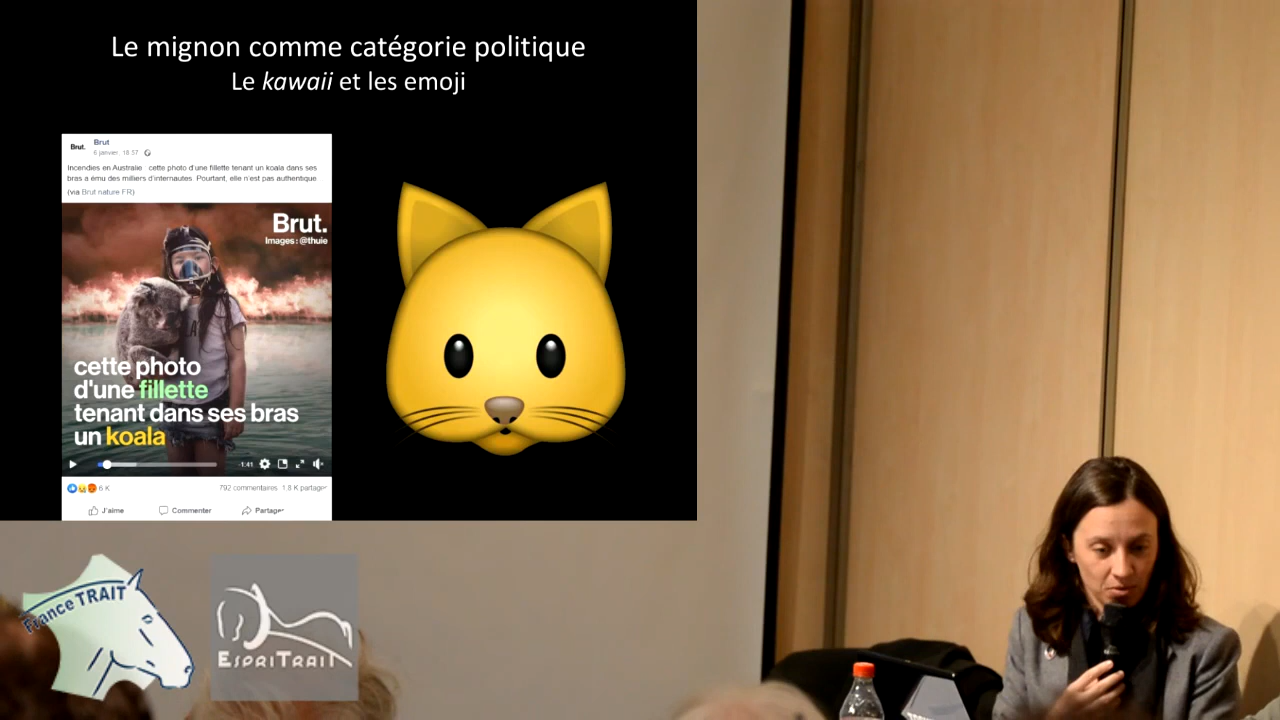 Le mignon comme catégorie politique
Le kawaii et les emoji
Brut.
Brut
6 janvier, 18:57
Incendies en Australie : cette photo d'une fillette tenant un koala dans ses
bras a ému des milliers d'internautes. Pourtant, elle n'est pas authentique.
(via Brut nature FR)
Brut.
Images : @thuie
cette photo
d'une fillette
tenant dans ses bras
un koala
-1:41
6 K
792 commentaires 1,8 K partages
J'aime
Commenter
Partager
France TRAIT
ESPRITRAIT